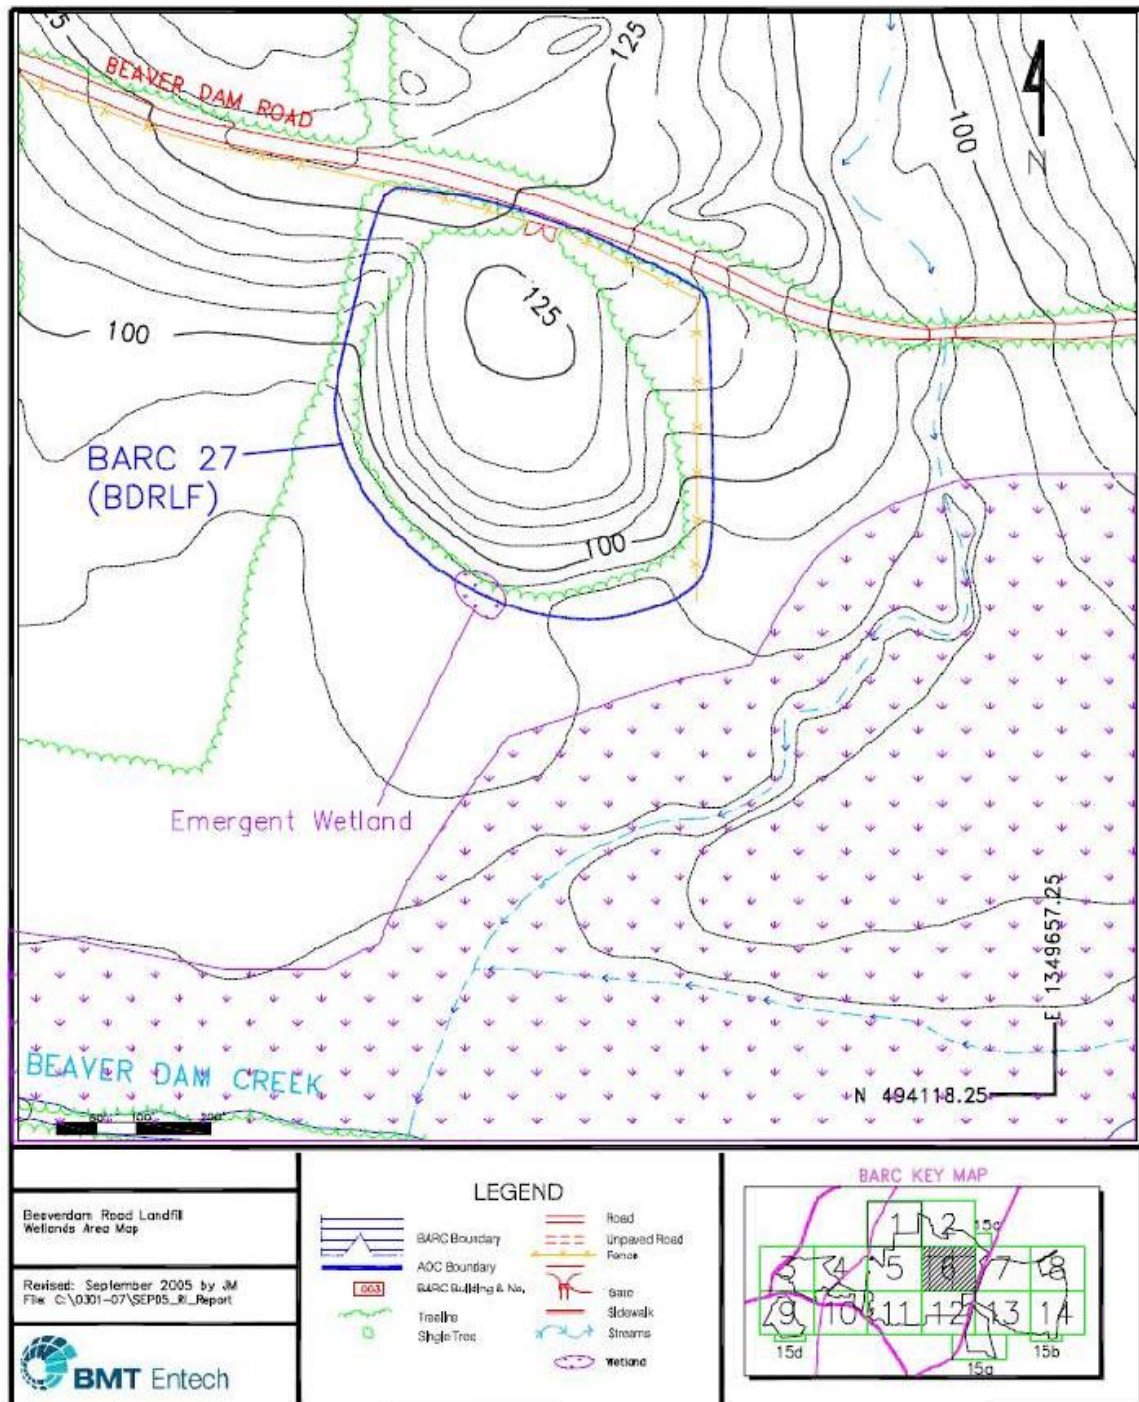 125
125
BEAVER DAM ROAD
100
N
125
100
BARC 27
(BDRLF)
100
Emergent Wetland
E 1349657.25
BEAVER DAM CREEK
N 494118.25
50' 100' 200'
Beaverdam Road Landfill
Wetlands Area Map
Revised: September 2005 by JM
File: C:\0301-07\SEP05_RI_Report
BMT Entech
LEGEND
BARC Boundary
AOC Boundary
003 BARC Building & No.
Treeline
Single Tree
Road
Unpaved Road
Fence
Gate
Sidewalk
Streams
Wetland
BARC KEY MAP
1 2 15c
3 4 5 6 7 8
9 10 11 12 13 14
15d 15a 15b